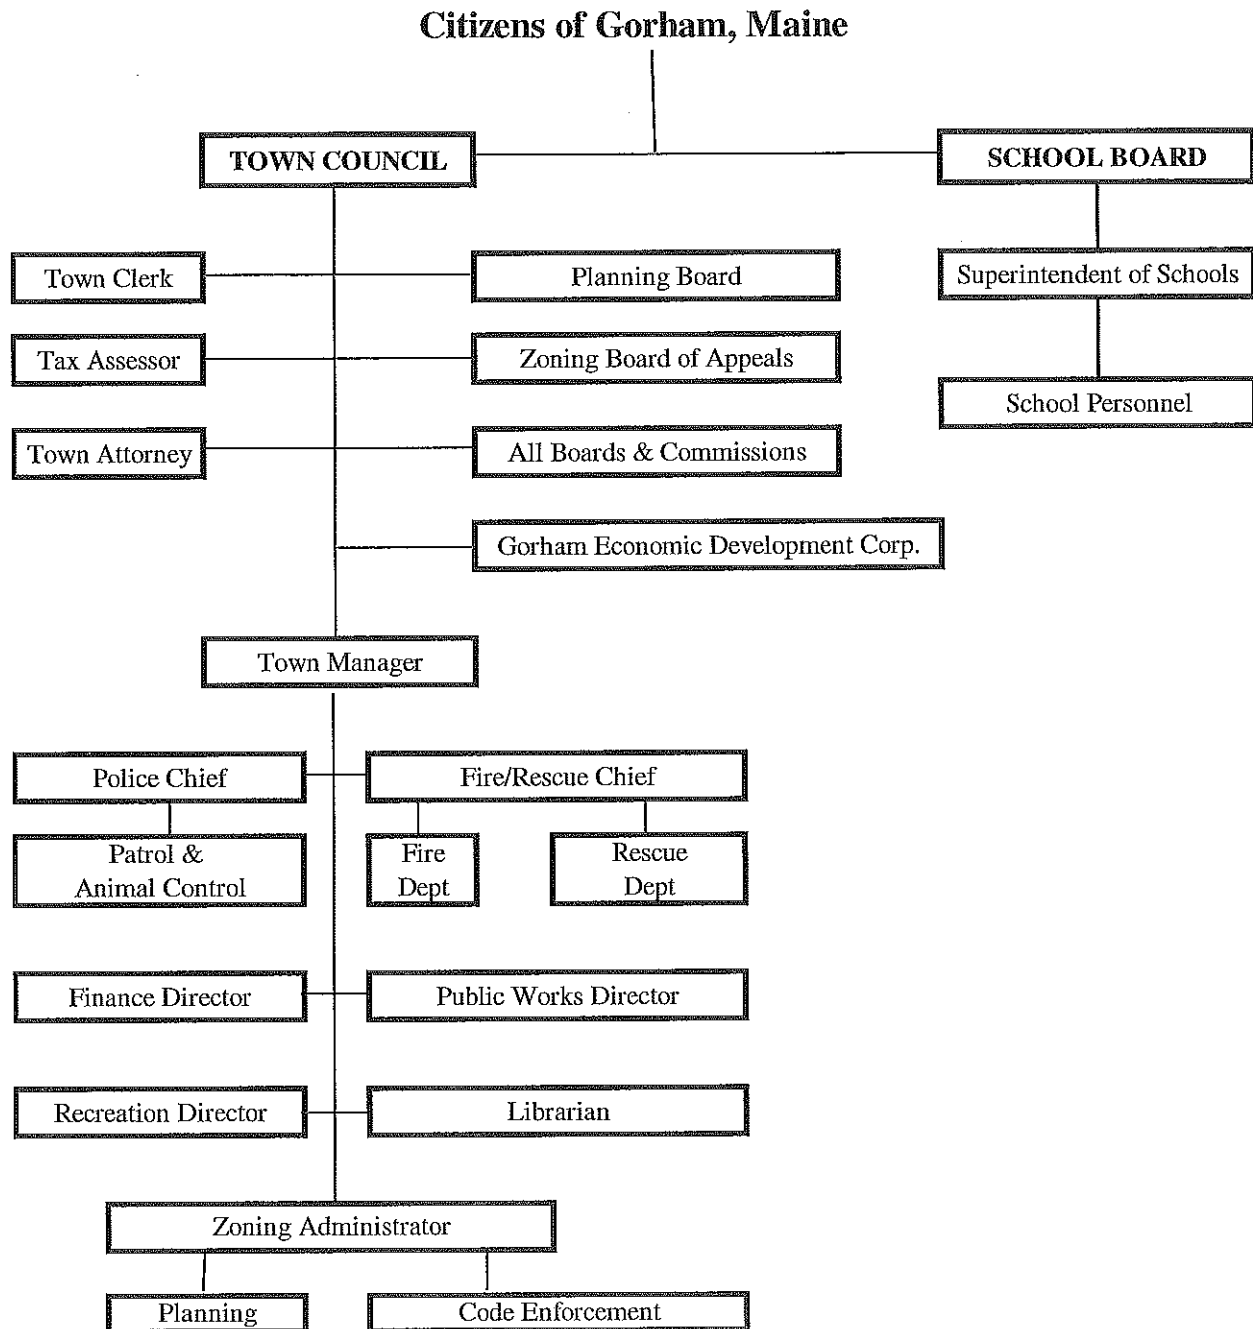 Citizens of Gorham, Maine
TOWN COUNCIL
SCHOOL BOARD
Town Clerk
Planning Board
Superintendent of Schools
Tax Assessor
Zoning Board of Appeals
School Personnel
Town Attorney
All Boards & Commissions
Gorham Economic Development Corp.
Town Manager
Police Chief
Fire/Rescue Chief
Patrol &
Animal Control
Fire
Dept
Rescue
Dept
Finance Director
Public Works Director
Recreation Director
Librarian
Zoning Administrator
Planning
Code Enforcement